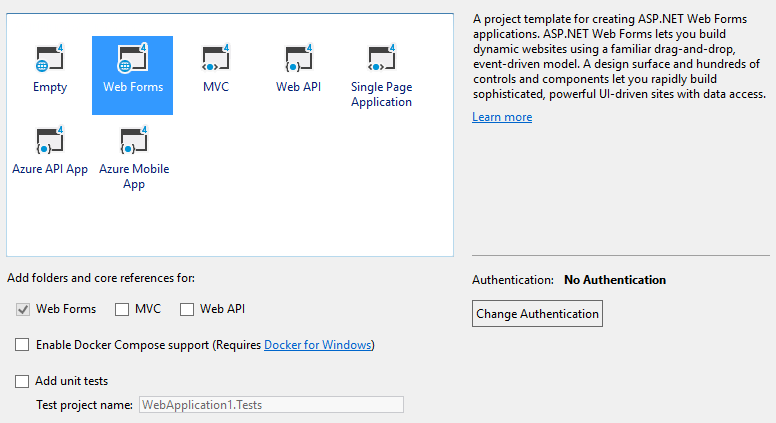 4 4 4 4 4
Empty Web Forms MVC Web API Single Page
Application
4 4
Azure API App Azure Mobile
App
A project template for creating ASP.NET Web Forms
applications. ASP.NET Web Forms lets you build
dynamic websites using a familiar drag-and-drop,
event-driven model. A design surface and hundreds of
controls and components let you rapidly build
sophisticated, powerful UI-driven sites with data access.
Learn more
Add folders and core references for:
Web Forms MVC Web API
Enable Docker Compose support (Requires Docker for Windows)
Add unit tests
Test project name: WebApplication1.Tests
Authentication: No Authentication
Change Authentication